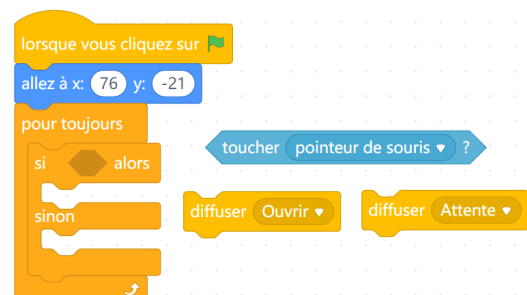 lorsque vous cliquez sur
allez à x: 76 y: -21
pour toujours
toucher pointeur de souris ?
si alors
sinon
diffuser Ouvrir
diffuser Attente